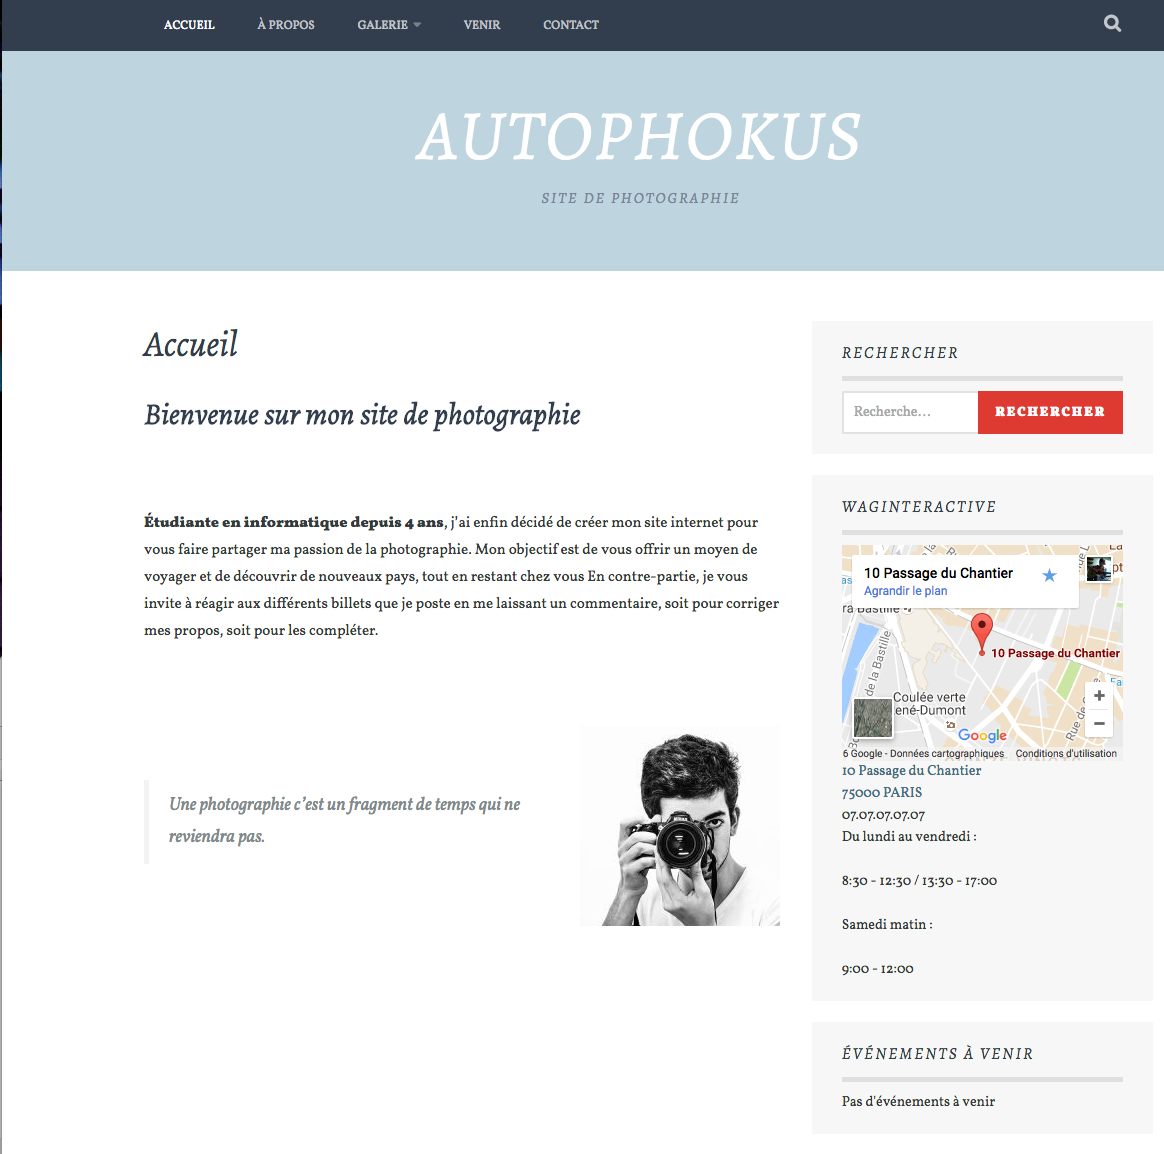 ACCUEIL À PROPOS GALERIE VENIR CONTACT
AUTOPHOKUS
SITE DE PHOTOGRAPHIE
Accueil
Bienvenue sur mon site de photographie
Étudiante en informatique depuis 4 ans, j'ai enfin décidé de créer mon site internet pour
vous faire partager ma passion de la photographie. Mon objectif est de vous offrir un moyen de
voyager et de découvrir de nouveaux pays, tout en restant chez vous En contre-partie, je vous
invite à réagir aux différents billets que je poste en me laissant un commentaire, soit pour corriger
mes propos, soit pour les compléter.
Une photographie c'est un fragment de temps qui ne
reviendra pas.
RECHERCHER
Recherche... RECHERCHER
WAGINTERACTIVE
10 Passage du Chantier
Agrandir le plan
ra Bastille
10 Passage du Chantier
de la Bastille
Coulée verte
ené-Dumont
Rue de
Google
6 Google - Données cartographiques Conditions d'utilisation
10 Passage du Chantier
75000 PARIS
07.07.07.07.07
Du lundi au vendredi :
8:30 - 12:30 / 13:30 - 17:00
Samedi matin :
9:00 - 12:00
ÉVÉNEMENTS À VENIR
Pas d'événements à venir